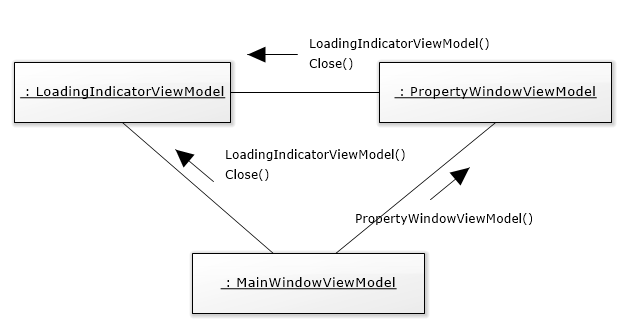 LoadingIndicatorViewModel()
Close()
: LoadingIndicatorViewModel
: PropertyWindowViewModel
LoadingIndicatorViewModel()
Close()
PropertyWindowViewModel()
: MainWindowViewModel